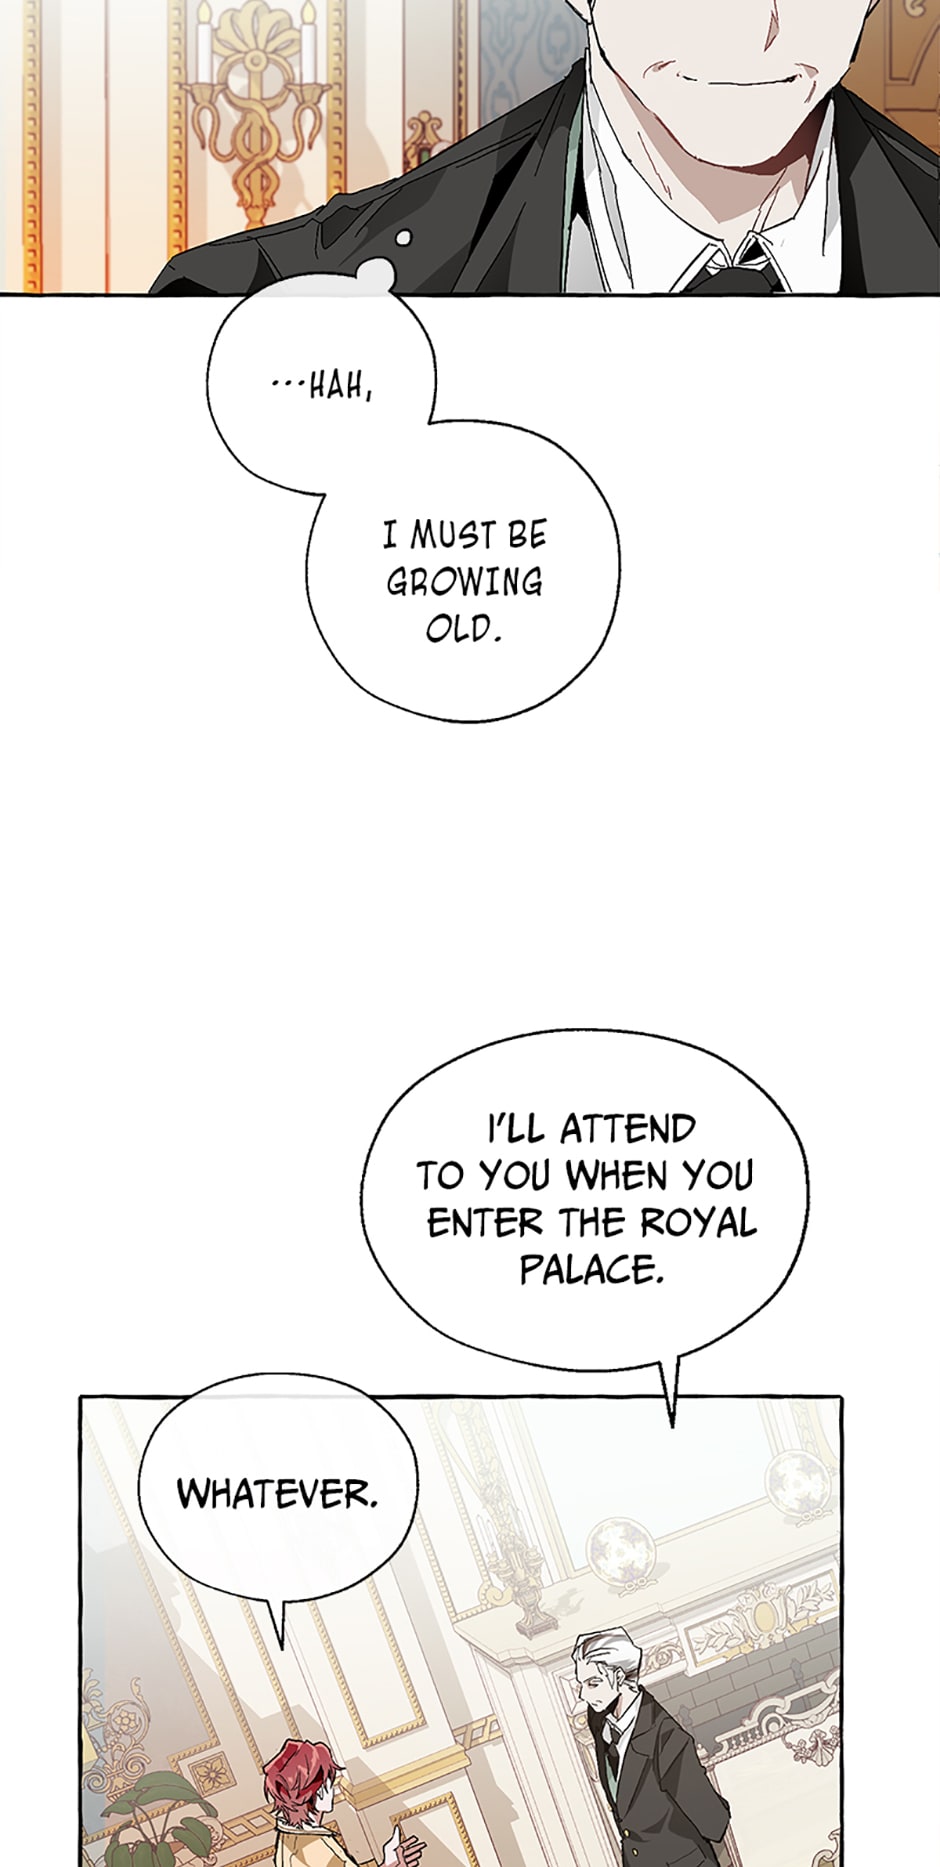 ...HAH,
I MUST BE
GROWING
OLD.
I'LL ATTEND
TO YOU WHEN YOU
ENTER THE ROYAL
PALACE.
WHATEVER.